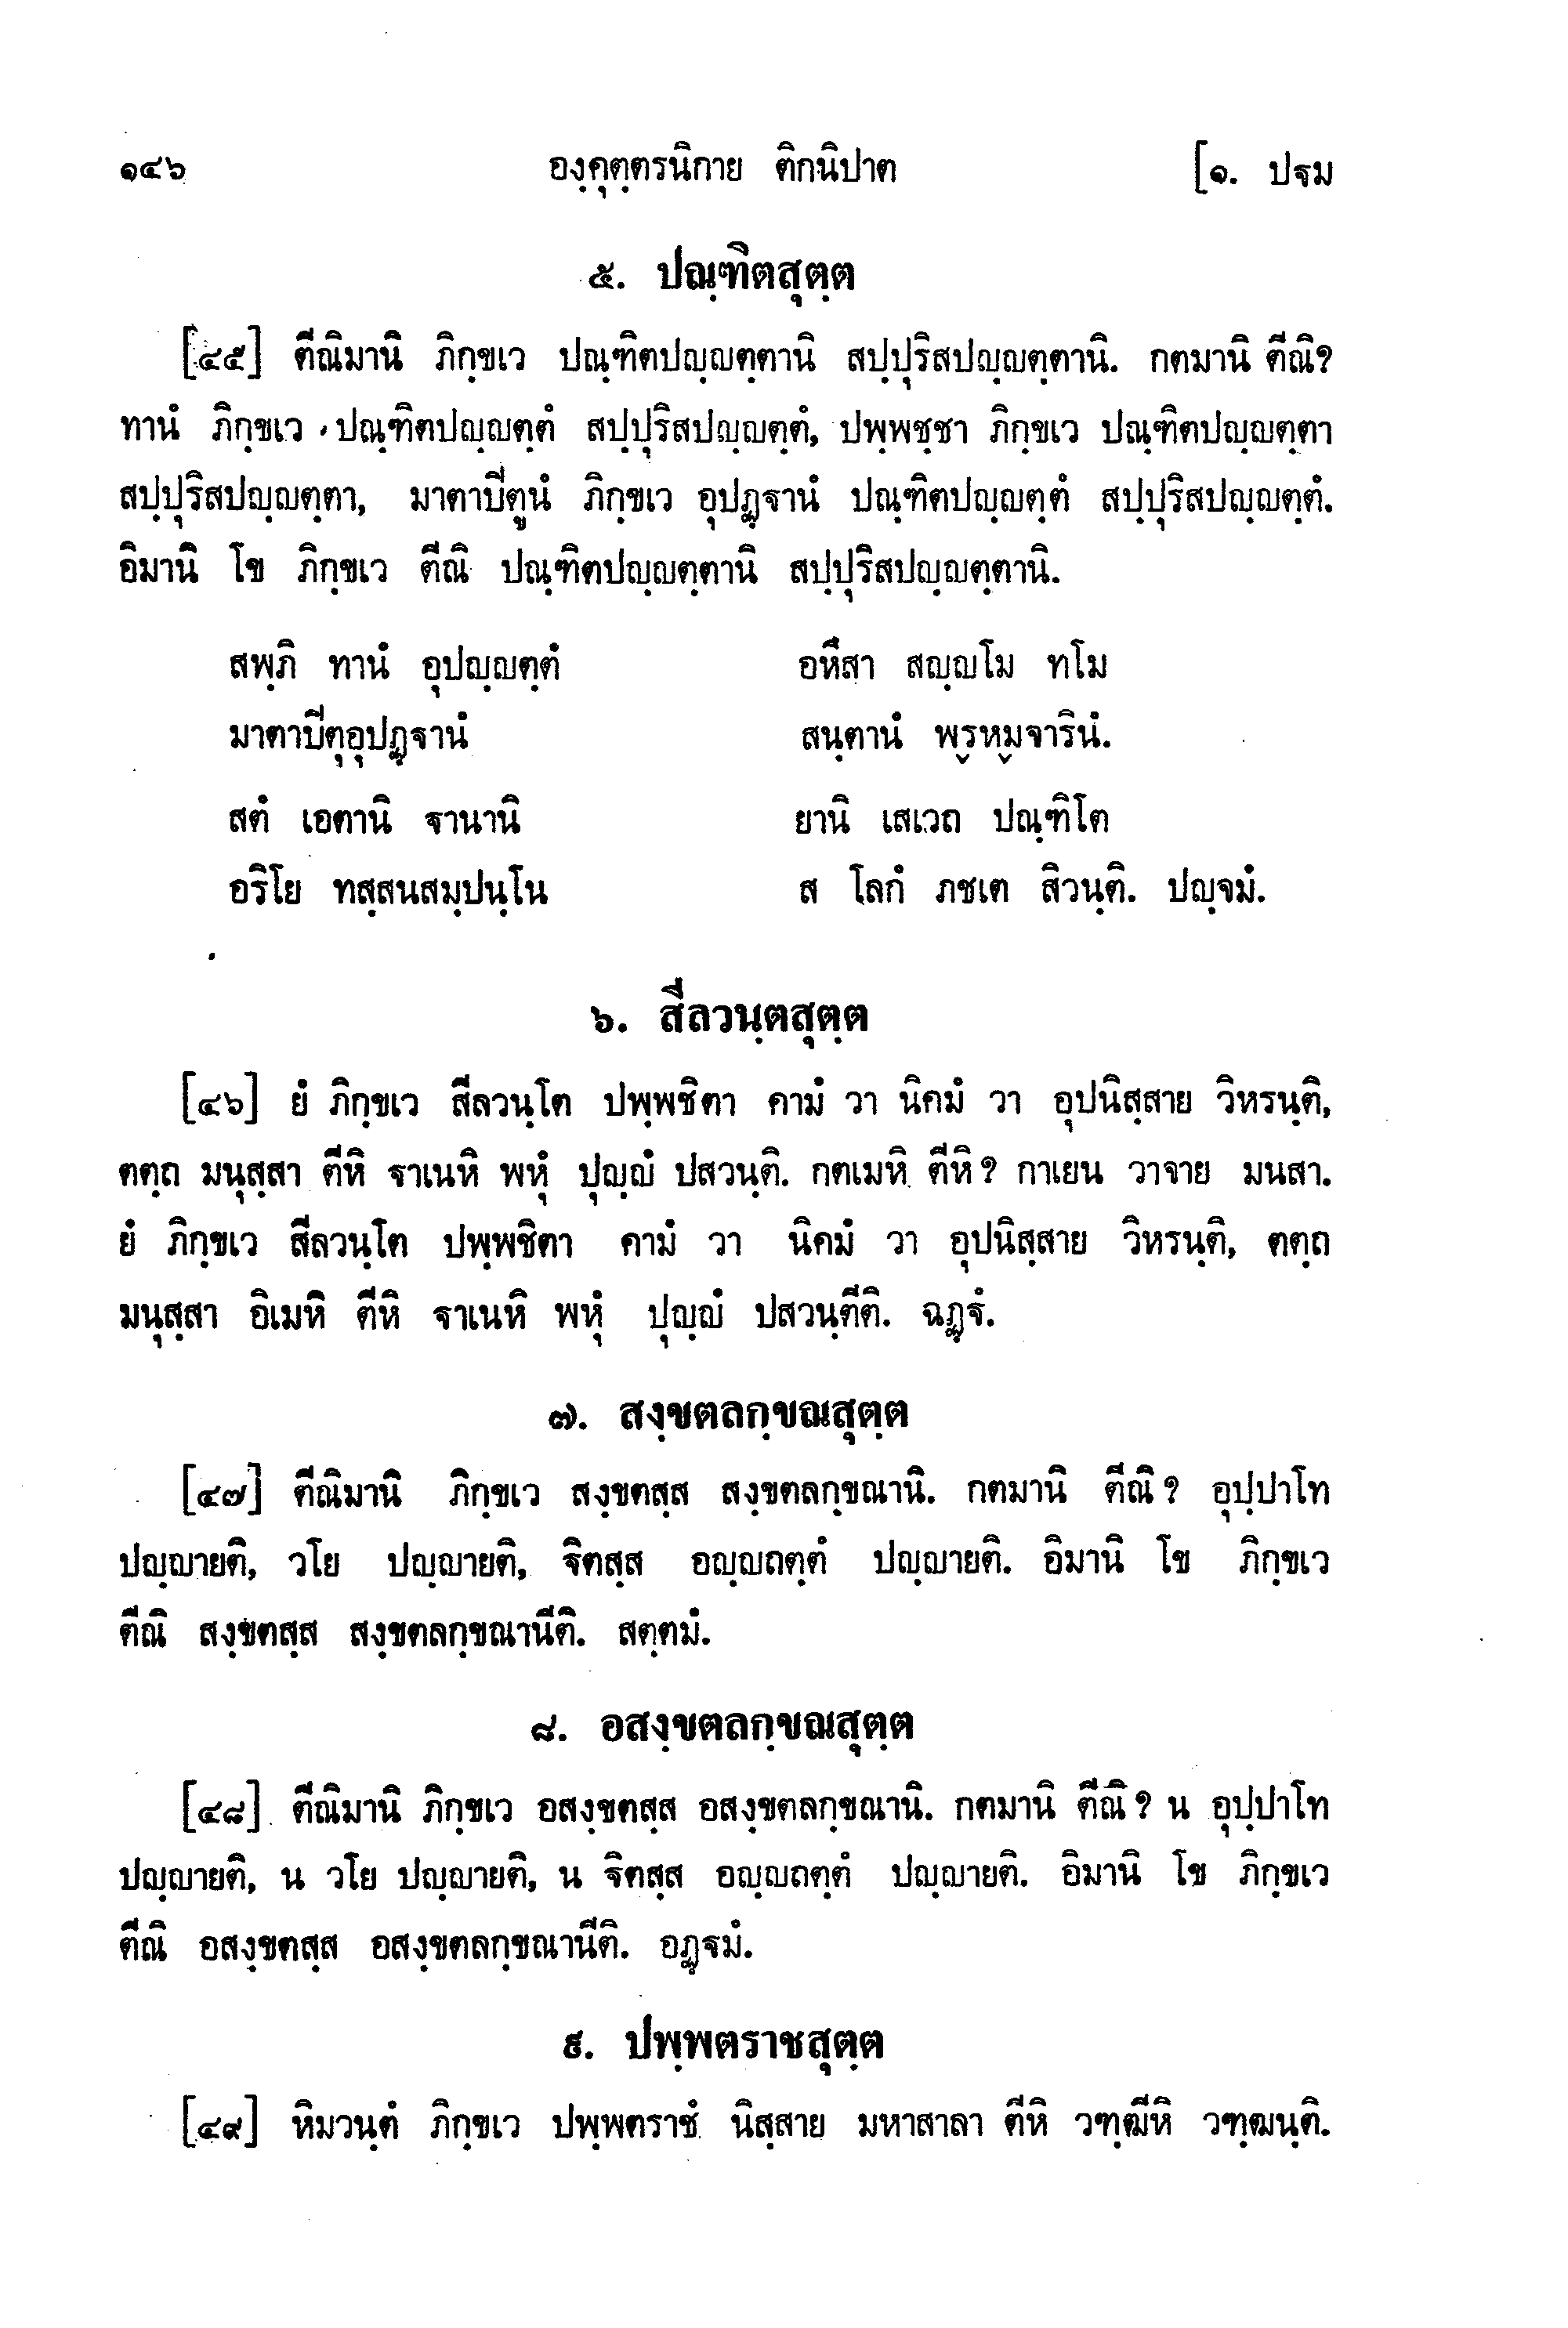 ๑๔๖ องฺคุตฺตรนิกาย ติกนิปาต [๑. ปฐม
๕. ปณฺฑิตสุตฺต
[๔๕] ตีณิมานิ ภิกฺขเว ปณฺฑิตปญฺญตฺตานิ สปฺปุริสปญฺญตฺตานิ. กตมานิ ตีณิ?
ทานํ ภิกฺขเว ปณฺฑิตปญฺญตฺตํ สปฺปุริสปญฺญตฺตํ, ปพฺพชฺชา ภิกฺขเว ปณฺฑิตปญฺญตฺตา
สปฺปุริสปญฺญตฺตา, มาตาปีตูนํ ภิกฺขเว อุปฏฺฐานํ ปณฺฑิตปญฺญตฺตํ สปฺปุริสปญฺญตฺตํ.
อิมานิ โข ภิกฺขเว ตีณิ ปณฺฑิตปญฺญตฺตานิ สปฺปุริสปญฺญตฺตานิ.
สพฺภิ ทานํ อุปญฺญตฺตํ อหึสา สญฺญโม ทโม
มาตาปีตุอุปฏฺฐานํ สนฺตานํ พฺรหฺมจารินํ.
สตํ เอตานิ ฐานานิ ยานิ เสเวถ ปณฺฑิโต
อริโย ทสฺสนสมฺปนฺโน ส โลกํ ภชเต สิวนฺติ. ปญฺจมํ.
๖. สีลวนฺตสุตฺต
[๔๖] ยํ ภิกฺขเว สีลวนฺโต ปพฺพชิตา คามํ วา นิคมํ วา อุปนิสฺสาย วิหรนฺติ,
ตตฺถ มนุสฺสา ตีหิ ฐาเนหิ พหุํ ปุญฺญํ ปสวนฺติ. กตเมหิ ตีหิ? กาเยน วาจาย มนสา.
ยํ ภิกฺขเว สีลวนฺโต ปพฺพชิตา คามํ วา นิคมํ วา อุปนิสฺสาย วิหรนฺติ, ตตฺถ
มนุสฺสา อิเมหิ ตีหิ ฐาเนหิ พหุํ ปุญฺญํ ปสวนฺตีติ. ฉฏฺฐํ.
๗. สงฺขตลกฺขณสุตฺต
[๔๗] ตีณิมานิ ภิกฺขเว สงฺขตสฺส สงฺขตลกฺขณานิ. กตมานิ ตีณิ? อุปฺปาโท
ปญฺญายติ, วโย ปญฺญายติ, ฐิตสฺส อญฺญถตฺตํ ปญฺญายติ. อิมานิ โข ภิกฺขเว
ตีณิ สงฺขตสฺส สงฺขตลกฺขณานีติ. สตฺตมํ.
๘. อสงฺขตลกฺขณสุตฺต
[๔๘] ตีณิมานิ ภิกฺขเว อสงฺขตสฺส อสงฺขตลกฺขณานิ. กตมานิ ตีณิ? น อุปฺปาโท
ปญฺญายติ, น วโย ปญฺญายติ, น ฐิตสฺส อญฺญถตฺตํ ปญฺญายติ. อิมานิ โข ภิกฺขเว
ตีณิ อสงฺขตสฺส อสงฺขตลกฺขณานีติ. อฏฺฐมํ.
๙. ปพฺพตราชสุตฺต
[๔๙] หิมวนฺตํ ภิกฺขเว ปพฺพตราชํ นิสฺสาย มหาสาลา ตีหิ วฑฺฒีหิ วฑฺฒนฺติ.